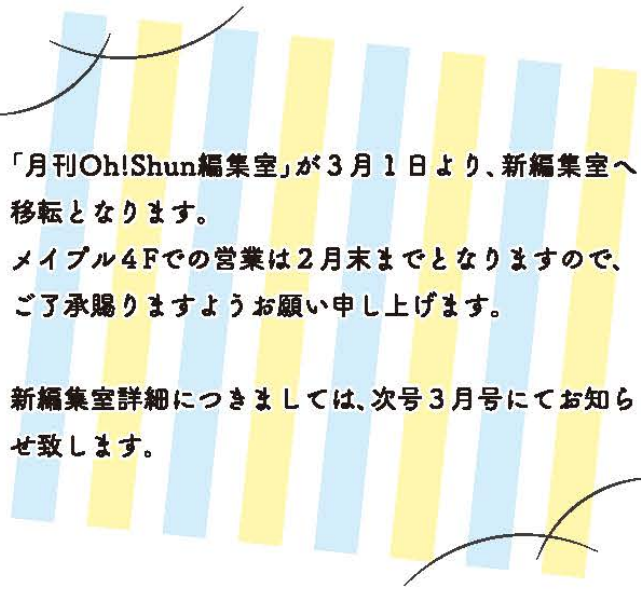 「月刊Oh!Shun編集室」が３月１日より、新編集室へ
移転となります。
メイプル４Fでの営業は２月末までとなりますので、
ご了承賜りますようお願い申し上げます。
新編集室詳細につきましては、次号３月号にてお知ら
せ致します。